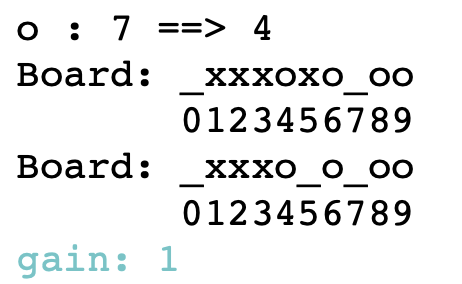 o : 7 ==> 4
Board: _xxxoxo_oo
0123456789
Board: _xxxo_o_oo
0123456789
gain: 1